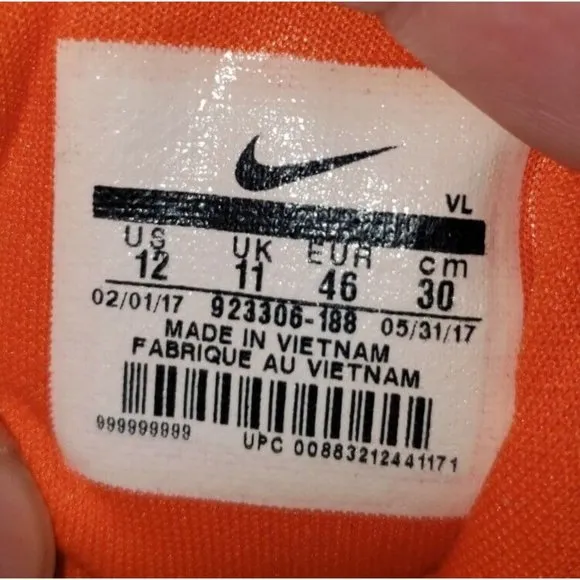 VL
US UK EUR cm
12 11 46 30
02/01/17 923306-188 05/31/17
MADE IN VIETNAM
FABRIQUE AU VIETNAM
999999999
UPC 00883212441171